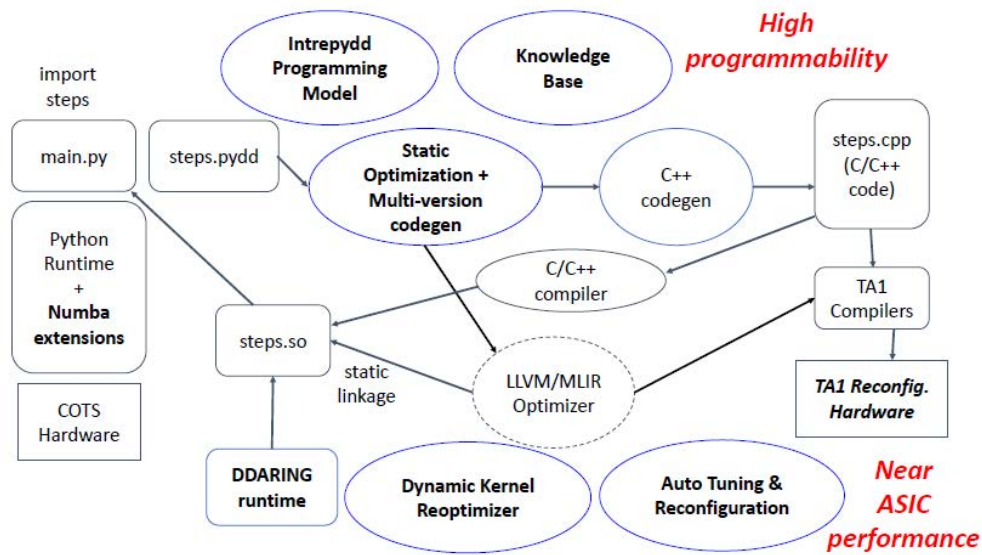 Intrepydd
Programming
Model
Knowledge
Base
High
programmability
import
steps
main.py
steps.pydd
Static
Optimization +
Multi-version
codegen
C++
codegen
steps.cpp
(C/C++
code)
Python
Runtime
+
Numba
extensions
C/C++
compiler
TA1
Compilers
steps.so
static
linkage
LLVM/MLIR
Optimizer
TA1 Reconfig.
Hardware
COTS
Hardware
DDARING
runtime
Dynamic Kernel
Reoptimizer
Auto Tuning &
Reconfiguration
Near
ASIC
performance